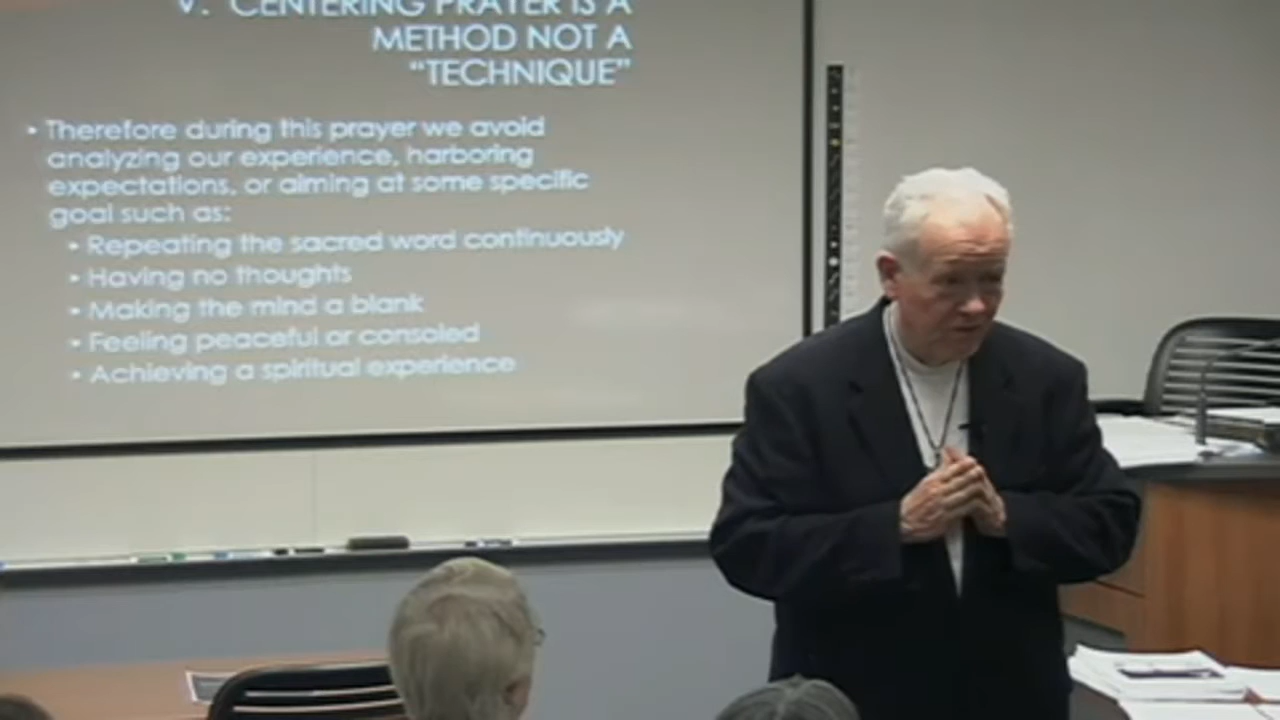 V. CENTERING PRAYER IS A
METHOD NOT A
“TECHNIQUE”
• Therefore during this prayer we avoid
analyzing our experience, harboring
expectations, or aiming at some specific
goal such as:
• Repeating the sacred word continuously
• Having no thoughts
• Making the mind a blank
• Feeling peaceful or consoled
• Achieving a spiritual experience